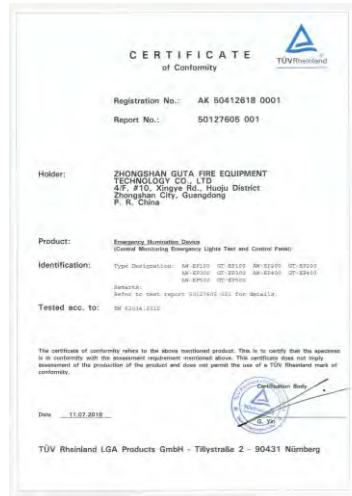 CERTIFICATE
of Conformity
TÜVRheinland
Registration No.: AK 50412618 0001
Report No.: 50127605 001
Holder: ZHONGSHAN GUTA FIRE EQUIPMENT
TECHNOLOGY CO., LTD
4/F, #10, Xingye Rd., Huoju District
Zhongshan City, Guangdong
P. R. China
Product: Emergency Illumination Device
(Central Monitoring Emergency Lights Test and Control Panel)
Identification: Type Designation: AW-EP100 GT-EP100 AW-EP200 GT-EP200
AW-EP300 GT-EP300 AW-EP400 GT-EP400
AW-EP500 GT-EP500
Remarks:
Refer to test report 50127605 001 for details.
Tested acc. to: EN 62034:2012
The certificate of conformity refers to the above mentioned product. This is to certify that the specimen
is in conformity with the assessment requirement mentioned above. This certificate does not imply
assessment of the production of the product and does not permit the use of a TÜV Rheinland mark of
conformity.
Certification Body
Date 11.07.2018
G. Yin
TÜV Rheinland LGA Products GmbH - Tillystraße 2 - 90431 Nürnberg